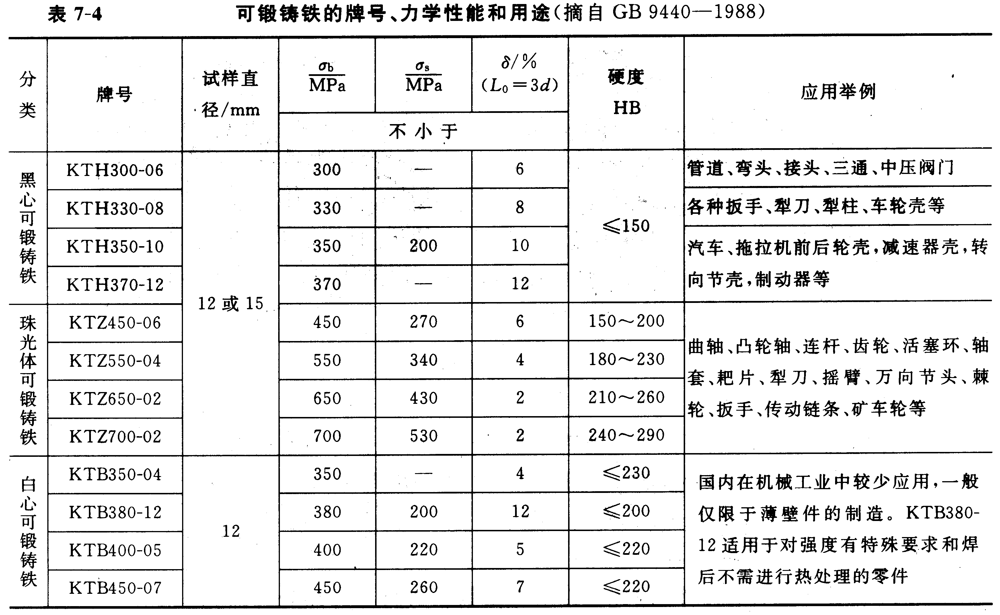 表 7-4 可锻铸铁的牌号、力学性能和用途(摘自 GB 9440—1988)
分类 牌号 试样直径/mm σb/MPa σs/MPa δ/% (L0=3d) 硬度 HB 应用举例
不小于
黑心可锻铸铁
KTH300-06 300 — 6 管道、弯头、接头、三通、中压阀门
KTH330-08 330 — 8 各种扳手、犁刀、犁柱、车轮壳等
≤150
KTH350-10 350 200 10 汽车、拖拉机前后轮壳,减速器壳,转
KTH370-12 370 — 12 向节壳,制动器等
12 或 15
珠光体可锻铸铁
KTZ450-06 450 270 6 150～200
KTZ550-04 550 340 4 180～230 曲轴、凸轮轴、连杆、齿轮、活塞环、轴
KTZ650-02 650 430 2 210～260 套、耙片、犁刀、摇臂、万向节头、棘
轮、扳手、传动链条、矿车轮等
KTZ700-02 700 530 2 240～290
白心可锻铸铁
KTB350-04 350 — 4 ≤230 国内在机械工业中较少应用,一般
KTB380-12 380 200 12 ≤200 仅限于薄壁件的制造。KTB380-
12
KTB400-05 400 220 5 ≤220 12 适用于对强度有特殊要求和焊
KTB450-07 450 260 7 ≤220 后不需进行热处理的零件